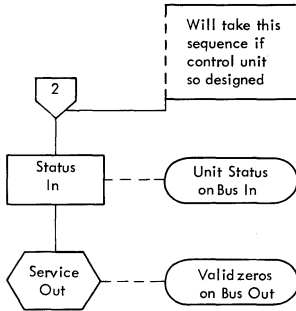 Will take this
sequence if
control unit
so designed
2
Status
In
Unit Status
on Bus In
Service
Out
Valid zeros
on Bus Out